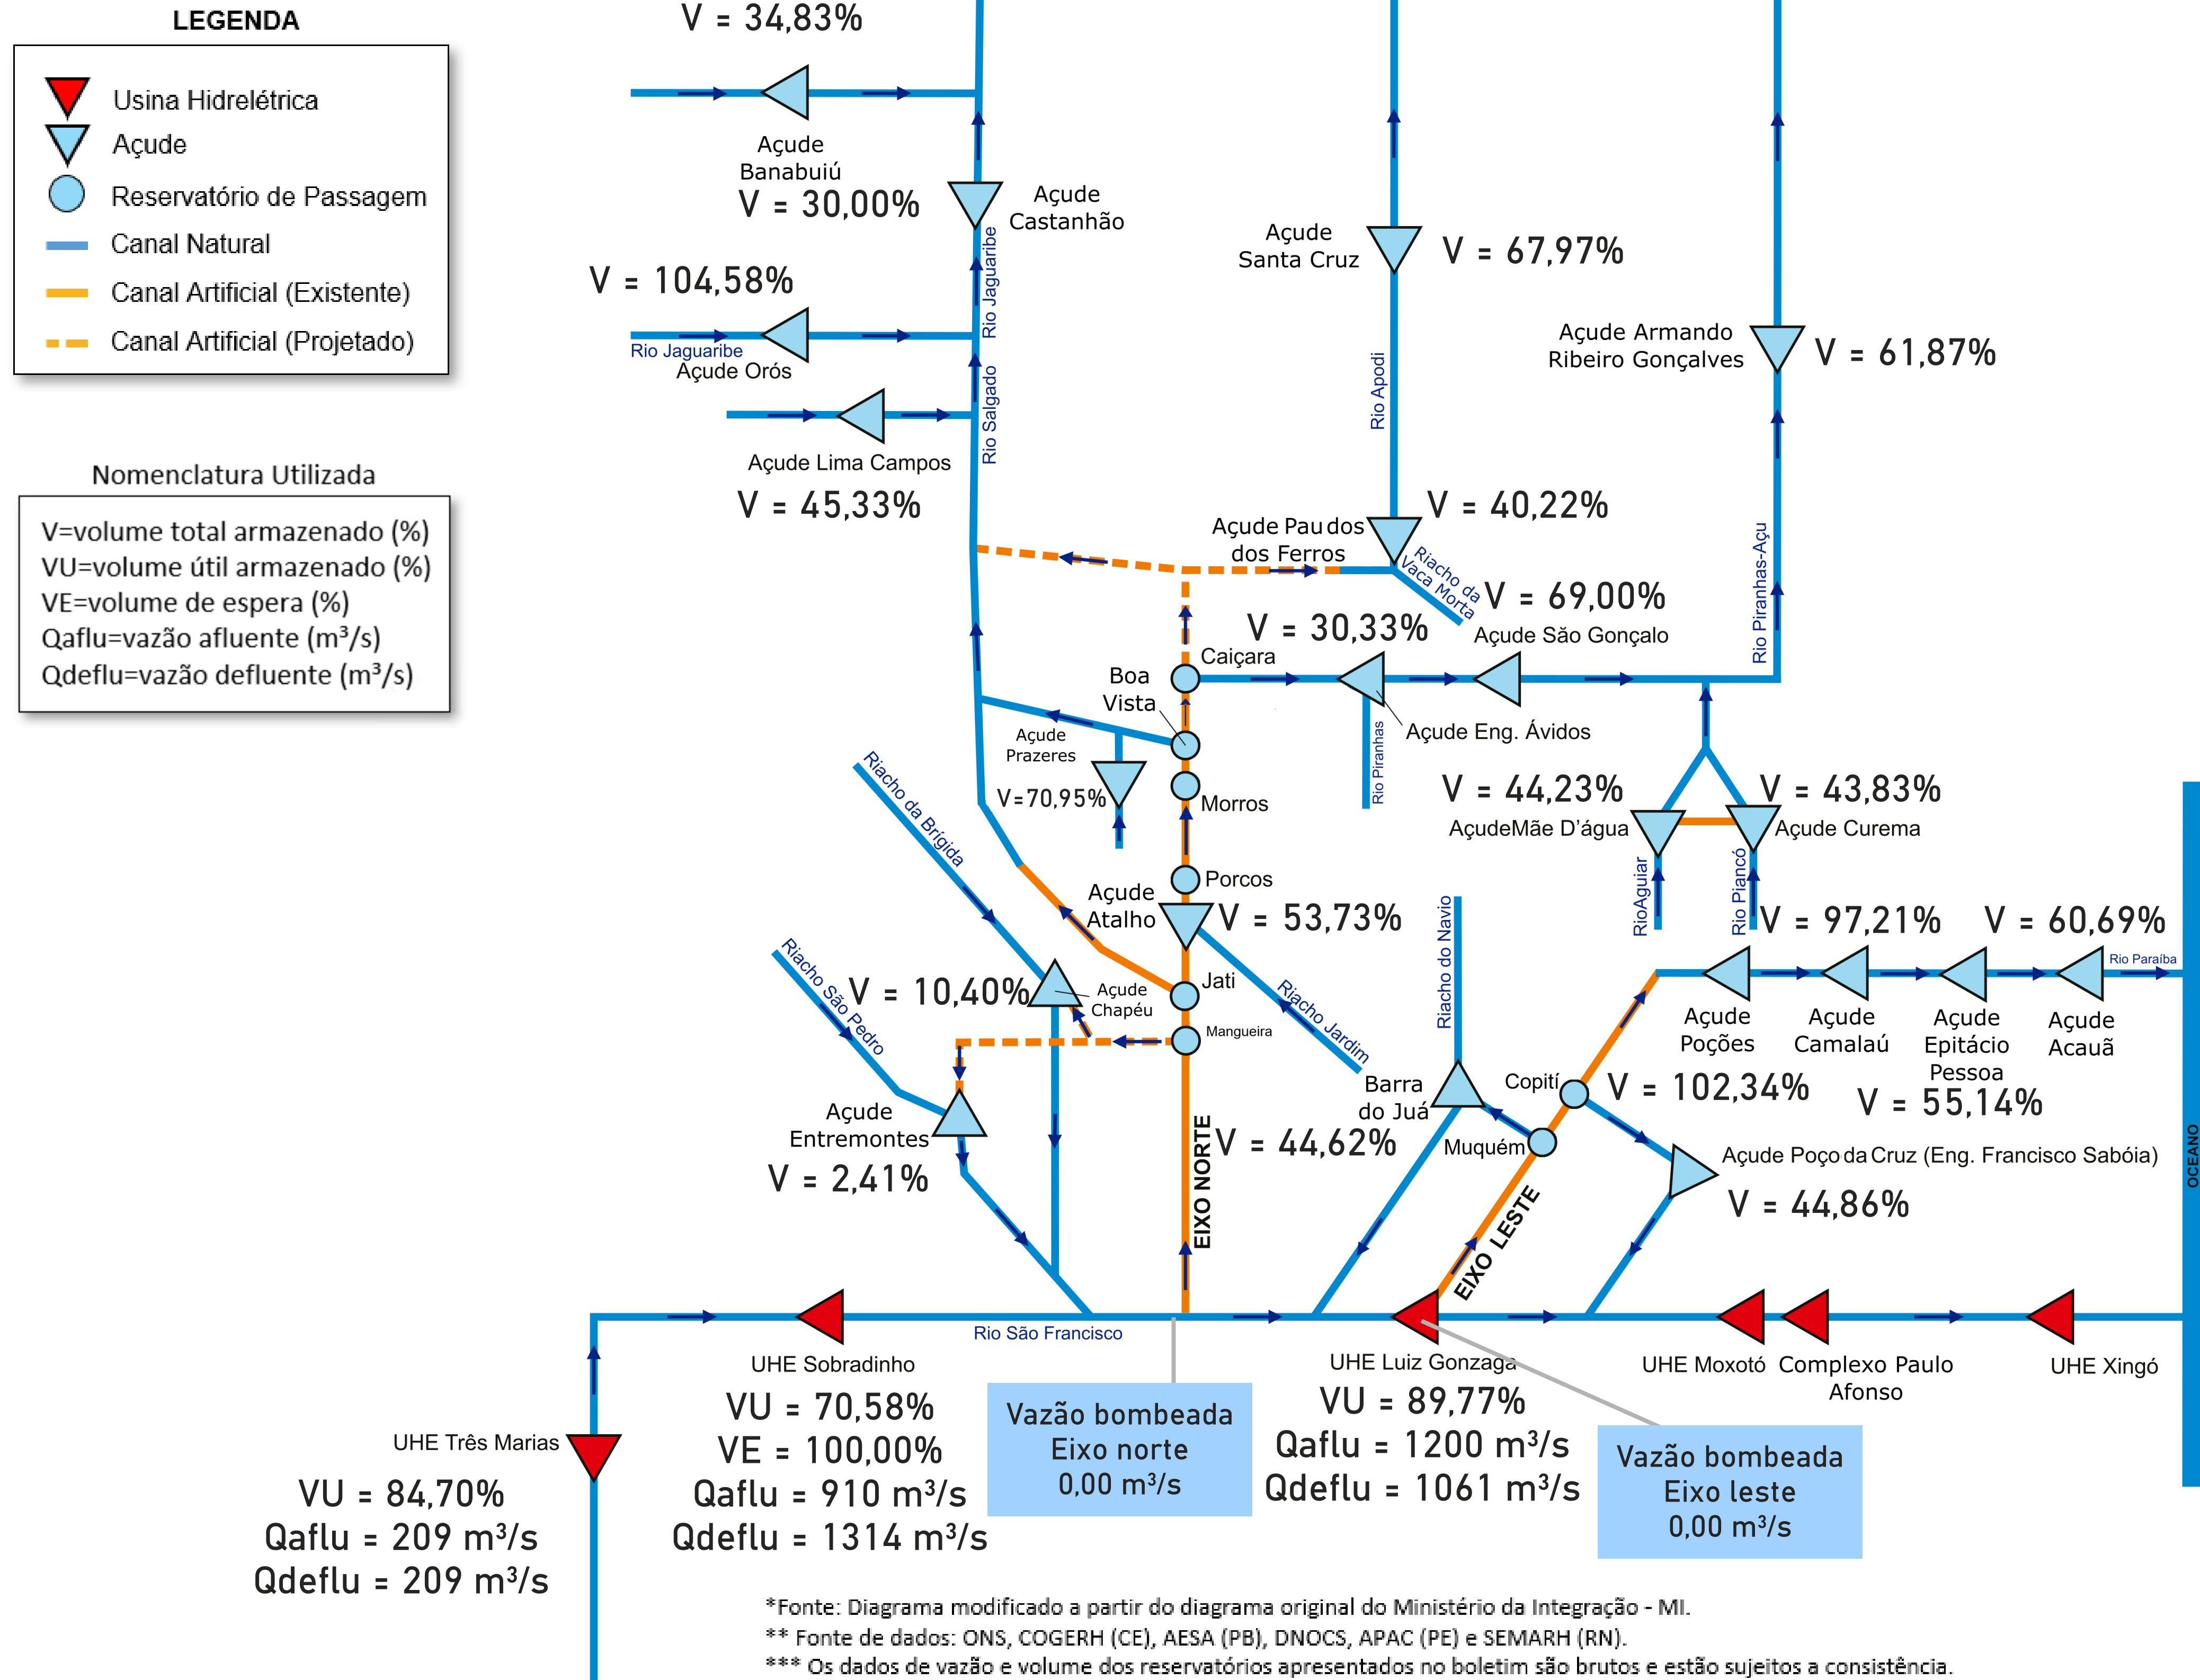 LEGENDA
Usina Hidrelétrica
Açude
Reservatório de Passagem
Canal Natural
Canal Artificial (Existente)
Canal Artificial (Projetado)
Nomenclatura Utilizada
V=volume total armazenado (%)
VU=volume útil armazenado (%)
VE=volume de espera (%)
Qaflu=vazão afluente (m³/s)
Qdeflu=vazão defluente (m³/s)
V = 34,83%
Açude
Banabuiú
V = 30,00%
Açude
Castanhão
V = 104,58%
Rio Jaguaribe
Açude Orós
Rio Jaguaribe
Rio Salgado
Açude Lima Campos
V = 45,33%
Açude
Santa Cruz
V = 67,97%
Rio Apodi
Açude Armando
Ribeiro Gonçalves
V = 61,87%
Rio Piranhas-Açu
Açude Pau dos
dos Ferros
V = 40,22%
Riacho da
Vaca Morta
V = 69,00%
Açude São Gonçalo
V = 30,33%
Caiçara
Boa
Vista
Açude Eng. Ávidos
Rio Piranhas
Açude
Prazeres
V=70,95%
Morros
Porcos
Açude
Atalho
V = 53,73%
Jati
Mangueira
Riacho Jardim
Riacho da Brígida
Riacho São Pedro
V = 10,40%
Açude
Chapéu
Açude
Entremontes
V = 2,41%
EIXO NORTE
V = 44,23%
AçudeMãe D'água
V = 43,83%
Açude Curema
RioAguiar
Rio Piancó
V = 97,21%
V = 60,69%
Rio Paraíba
Açude
Poções
Açude
Camalaú
Açude
Epitácio
Pessoa
Açude
Acauã
V = 102,34%
V = 55,14%
Riacho do Navio
Barra
do Juá
V = 44,62%
Copití
Muquém
Açude Poço da Cruz (Eng. Francisco Sabóia)
V = 44,86%
EIXO LESTE
OCEANO
Rio São Francisco
UHE Sobradinho
VU = 70,58%
VE = 100,00%
Qaflu = 910 m³/s
Qdeflu = 1314 m³/s
UHE Três Marias
VU = 84,70%
Qaflu = 209 m³/s
Qdeflu = 209 m³/s
Vazão bombeada
Eixo norte
0,00 m³/s
UHE Luiz Gonzaga
VU = 89,77%
Qaflu = 1200 m³/s
Qdeflu = 1061 m³/s
Vazão bombeada
Eixo leste
0,00 m³/s
UHE Moxotó
Complexo Paulo
Afonso
UHE Xingó
*Fonte: Diagrama modificado a partir do diagrama original do Ministério da Integração - MI.
** Fonte de dados: ONS, COGERH (CE), AESA (PB), DNOCS, APAC (PE) e SEMARH (RN).
*** Os dados de vazão e volume dos reservatórios apresentados no boletim são brutos e estão sujeitos a consistência.